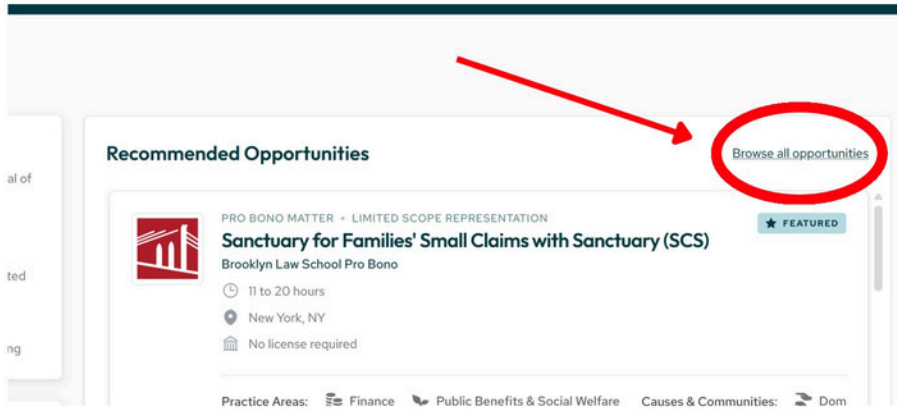 al of
ted
ng
Recommended Opportunities
Browse all opportunities
PRO BONO MATTER • LIMITED SCOPE REPRESENTATION
FEATURED
Sanctuary for Families' Small Claims with Sanctuary (SCS)
Brooklyn Law School Pro Bono
11 to 20 hours
New York, NY
No license required
Practice Areas: Finance Public Benefits & Social Welfare Causes & Communities: Dom